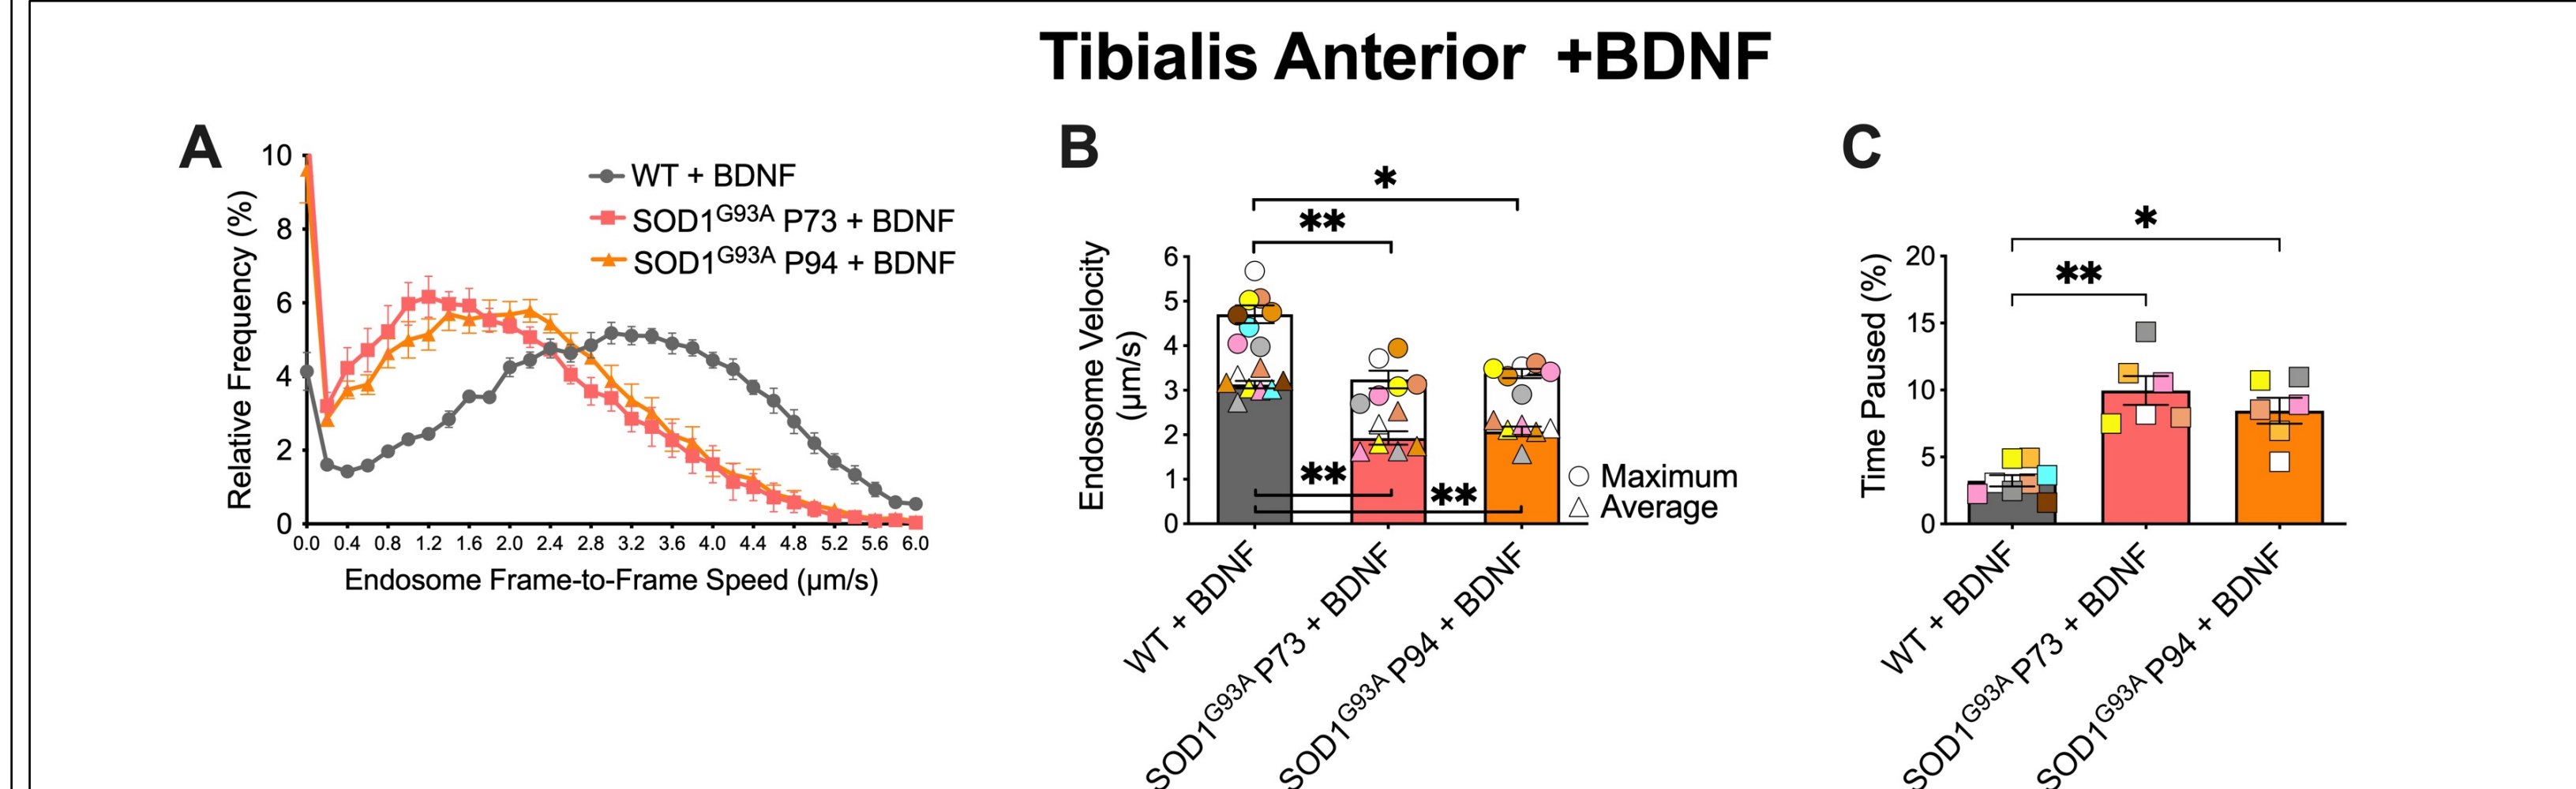 Tibialis Anterior +BDNF
A
10
8
6
4
2
0
Relative Frequency (%)
WT + BDNF
SOD1G93A P73 + BDNF
SOD1G93A P94 + BDNF
0.0 0.4 0.8 1.2 1.6 2.0 2.4 2.8 3.2 3.6 4.0 4.4 4.8 5.2 5.6 6.0
Endosome Frame-to-Frame Speed (µm/s)
B
*
**
6
5
4
3
2
1
0
Endosome Velocity
(µm/s)
**
**
Maximum
Average
WT + BDNF
SOD1G93A P73 + BDNF
SOD1G93A P94 + BDNF
C
*
**
20
15
10
5
0
Time Paused (%)
WT + BDNF
SOD1G93A P73 + BDNF
SOD1G93A P94 + BDNF